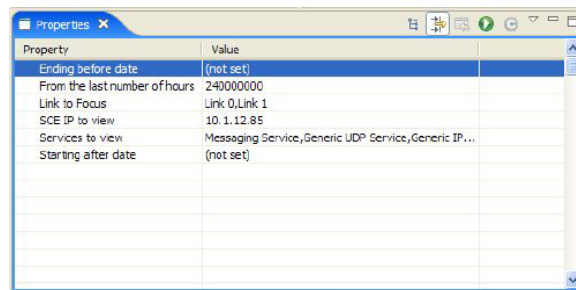 Properties
Property Value
Ending before date (not set)
From the last number of hours 240000000
Link to Focus Link 0,Link 1
SCE IP to view 10.1.12.85
Services to view Messaging Service,Generic UDP Service,Generic IP...
Starting after date (not set)